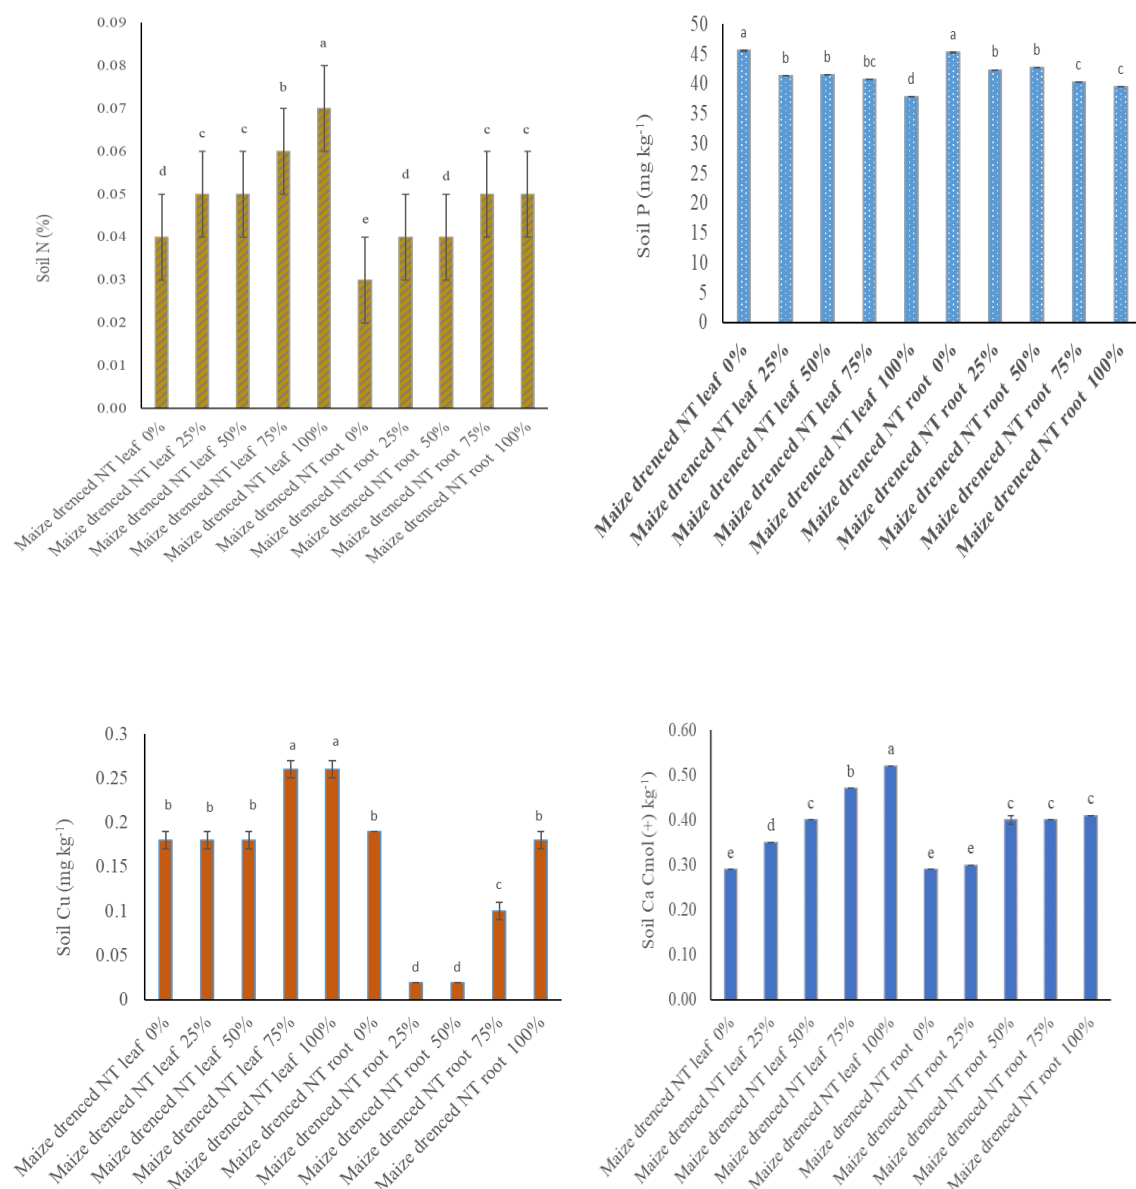 0.09
0.08
0.07
0.06
0.05
0.04
0.03
0.02
0.01
0.00
Soil N (%)
d
c
c
b
a
e
d
d
c
c
Maize drenced NT leaf 0%
Maize drenced NT leaf 25%
Maize drenced NT leaf 50%
Maize drenced NT leaf 75%
Maize drenced NT leaf 100%
Maize drenced NT root 0%
Maize drenced NT root 25%
Maize drenced NT root 50%
Maize drenced NT root 75%
Maize drenced NT root 100%
50
45
40
35
30
25
20
15
10
5
0
Soil P (mg kg-1)
a
b
b
bc
d
a
b
b
c
c
Maize drenced NT leaf 0%
Maize drenced NT leaf 25%
Maize drenced NT leaf 50%
Maize drenced NT leaf 75%
Maize drenced NT leaf 100%
Maize drenced NT root 0%
Maize drenced NT root 25%
Maize drenced NT root 50%
Maize drenced NT root 75%
Maize drenced NT root 100%
0.3
0.25
0.2
0.15
0.1
0.05
0
Soil Cu (mg kg-1)
b
b
b
a
a
b
d
d
c
b
Maize drenced NT leaf 0%
Maize drenced NT leaf 25%
Maize drenced NT leaf 50%
Maize drenced NT leaf 75%
Maize drenced NT leaf 100%
Maize drenced NT root 0%
Maize drenced NT root 25%
Maize drenced NT root 50%
Maize drenced NT root 75%
Maize drenced NT root 100%
0.60
0.50
0.40
0.30
0.20
0.10
0.00
Soil Ca Cmol (+) kg-1)
e
d
c
b
a
e
e
c
c
c
Maize drenced NT leaf 0%
Maize drenced NT leaf 25%
Maize drenced NT leaf 50%
Maize drenced NT leaf 75%
Maize drenced NT leaf 100%
Maize drenced NT root 0%
Maize drenced NT root 25%
Maize drenced NT root 50%
Maize drenced NT root 75%
Maize drenced NT root 100%